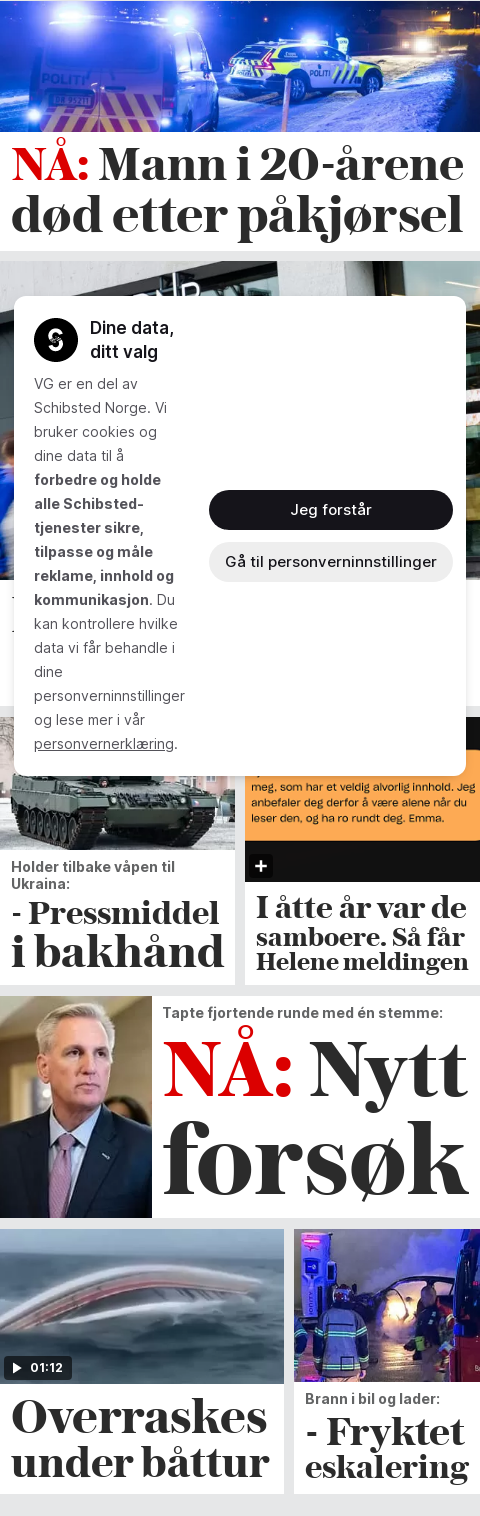 POLITI
POLITI
NÅ: Mann i 20-årene
død etter påkjørsel
Dine data,
ditt valg
VG er en del av
Schibsted Norge. Vi
bruker cookies og
dine data til å
forbedre og holde
alle Schibsted-
tjenester sikre,
tilpasse og måle
reklame, innhold og
kommunikasjon. Du
kan kontrollere hvilke
data vi får behandle i
dine
personverninnstillinger
og lese mer i vår
personvernerklæring.
Jeg forstår
Gå til personverninnstillinger
meg, som har et veldig alvorlig innhold. Jeg
anbefaler deg derfor å være alene når du
leser den, og ha ro rundt deg. Emma.
Holder tilbake våpen til
Ukraina:
- Pressmiddel
i bakhånd
I åtte år var de
samboere. Så får
Helene meldingen
Tapte fjortende runde med én stemme:
NÅ: Nytt
forsøk
01:12
Overraskes
under båttur
Brann i bil og lader:
- Fryktet
eskalering